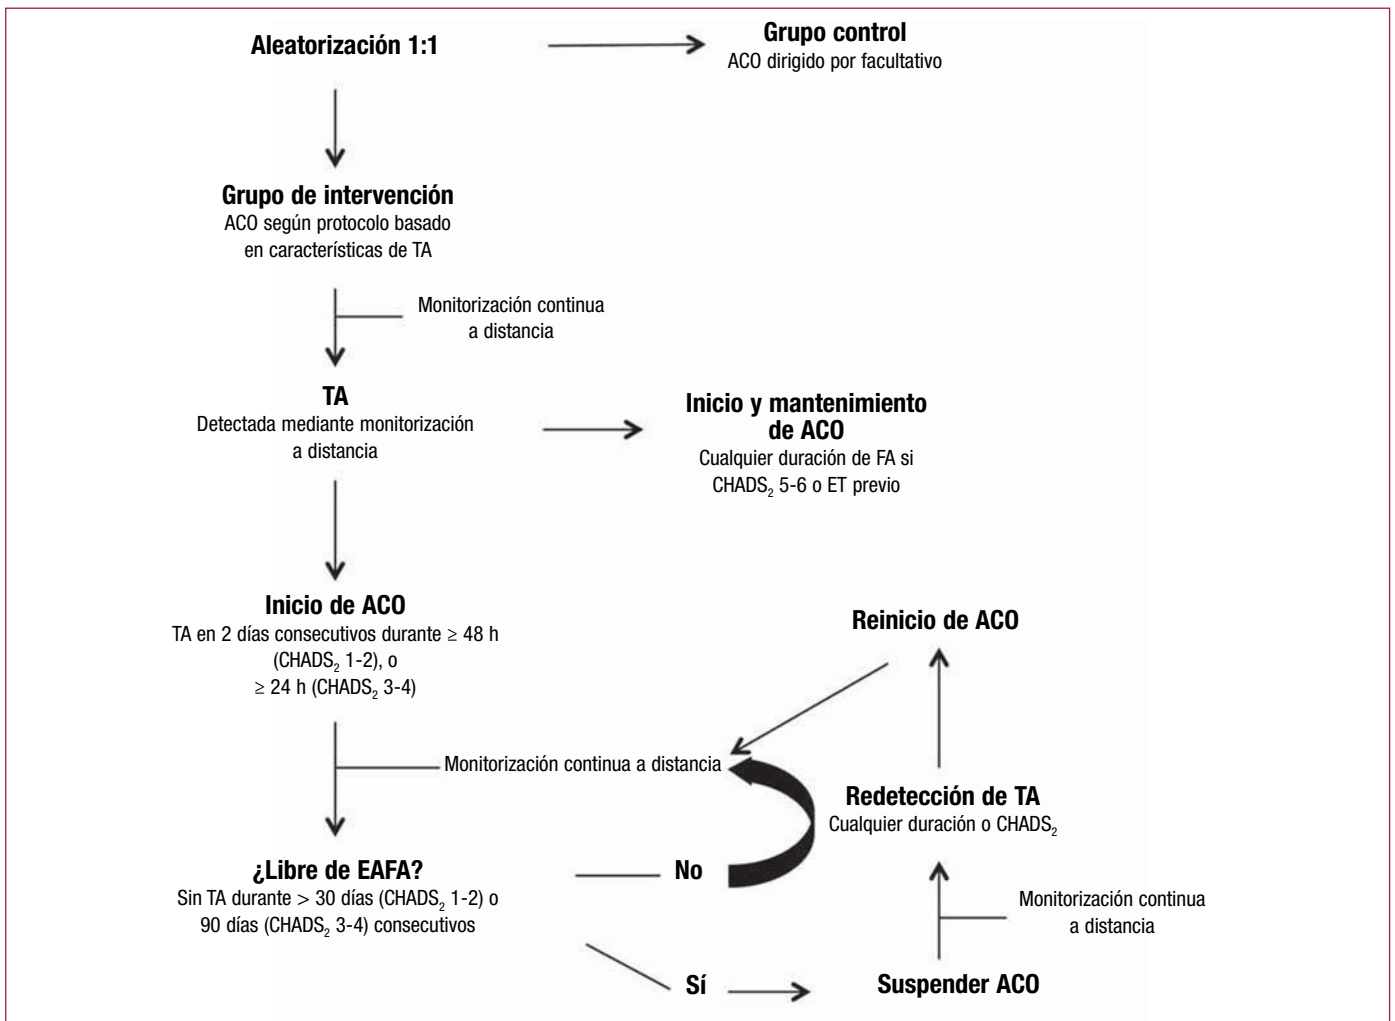 Aleatorización 1:1
Grupo control
ACO dirigido por facultativo
Grupo de intervención
ACO según protocolo basado
en características de TA
Monitorización continua
a distancia
TA
Detectada mediante monitorización
a distancia
Inicio y mantenimiento
de ACO
Cualquier duración de FA si
CHADS₂ 5-6 o ET previo
Inicio de ACO
TA en 2 días consecutivos durante ≥ 48 h
(CHADS₂ 1-2), o
≥ 24 h (CHADS₂ 3-4)
Reinicio de ACO
Monitorización continua a distancia
Redetección de TA
Cualquier duración o CHADS₂
¿Libre de EAFA?
Sin TA durante > 30 días (CHADS₂ 1-2) o
90 días (CHADS₂ 3-4) consecutivos
No
Monitorización continua
a distancia
Sí
Suspender ACO